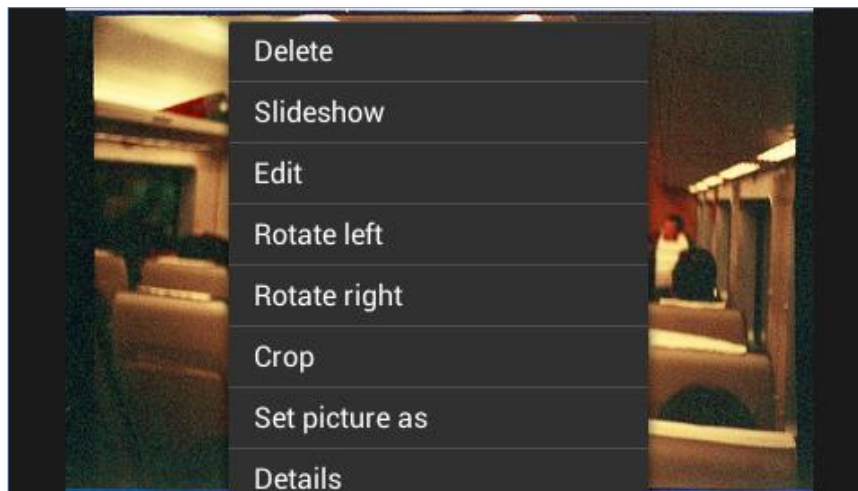 Delete
Slideshow
Edit
Rotate left
Rotate right
Crop
Set picture as
Details